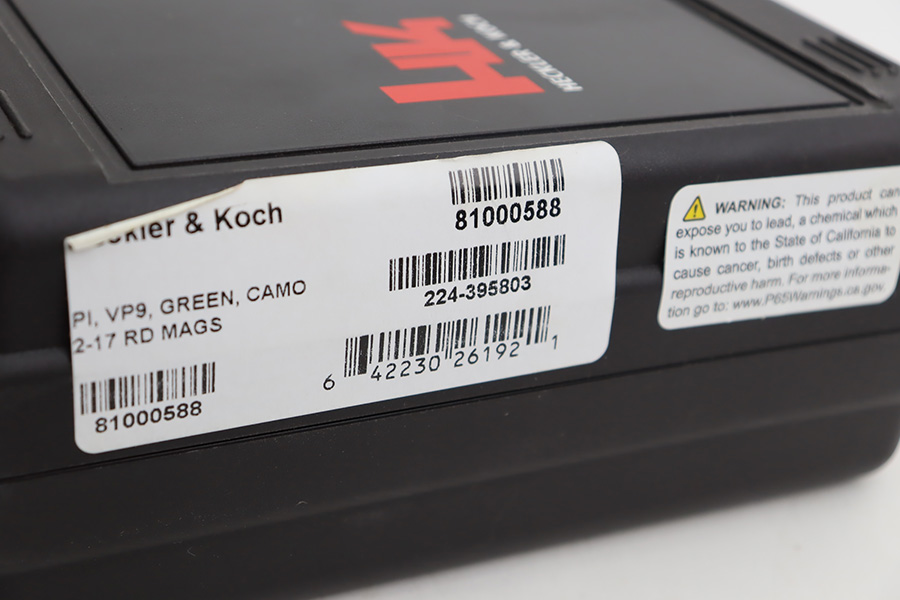 HK
HECKLER & KOCH
& Koch
81000588
224-395803
PI, VP9, GREEN, CAMO
2-17 RD MAGS
81000588
6 42230 26192 1
WARNING: This product can
expose you to lead, a chemical which
is known to the State of California to
cause cancer, birth defects or other
reproductive harm. For more informa-
tion go to: www.P65Warnings.ca.gov.